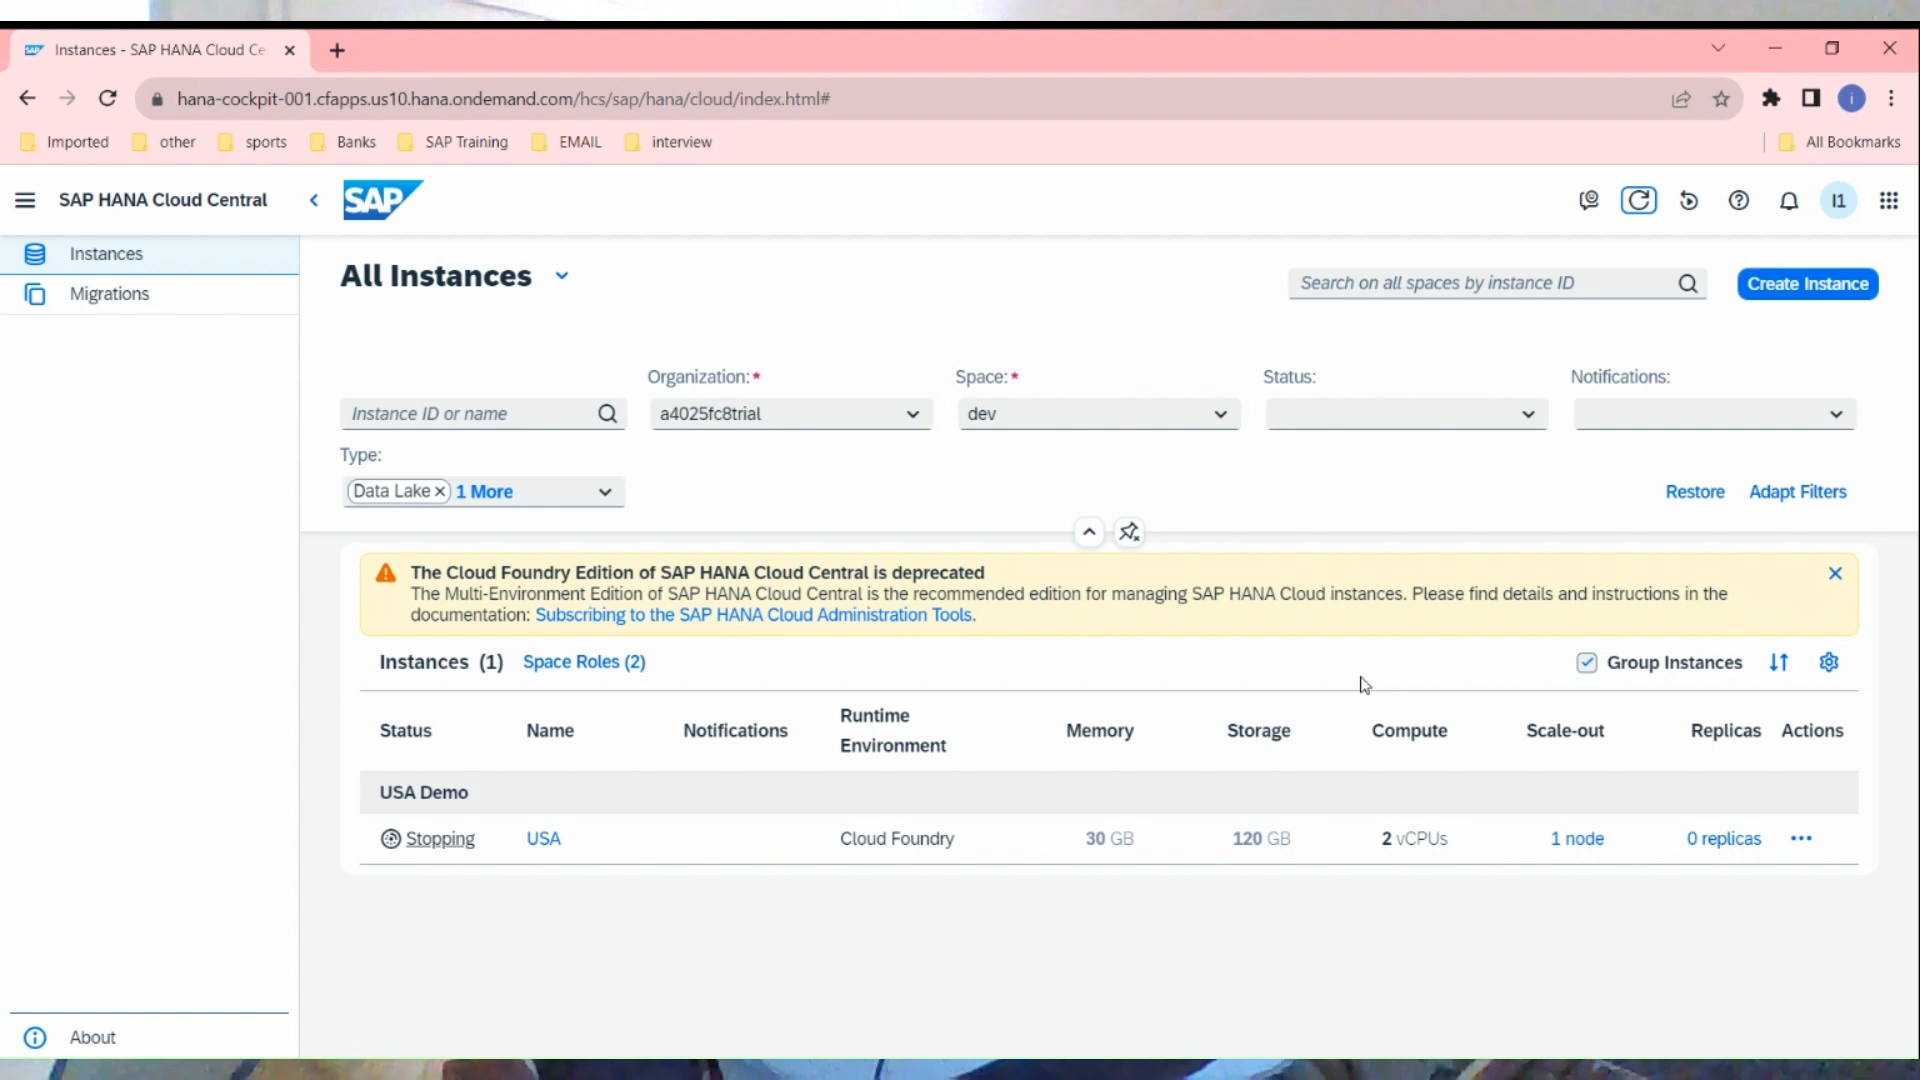 Instances - SAP HANA Cloud Ce
hana-cockpit-001.cfapps.us10.hana.ondemand.com/hcs/sap/hana/cloud/index.html#
i
Imported other sports Banks SAP Training EMAIL interview All Bookmarks
SAP HANA Cloud Central
SAP
I1
Instances
Migrations
All Instances
Search on all spaces by instance ID
Create Instance
Organization:* Space:* Status: Notifications:
Instance ID or name a4025fc8trial dev
Type:
Data Lake 1 More
Restore Adapt Filters
The Cloud Foundry Edition of SAP HANA Cloud Central is deprecated
The Multi-Environment Edition of SAP HANA Cloud Central is the recommended edition for managing SAP HANA Cloud instances. Please find details and instructions in the
documentation: Subscribing to the SAP HANA Cloud Administration Tools.
Instances (1) Space Roles (2) Group Instances
Status Name Notifications Runtime Environment Memory Storage Compute Scale-out Replicas Actions
USA Demo
Stopping USA Cloud Foundry 30 GB 120 GB 2 vCPUs 1 node 0 replicas
About